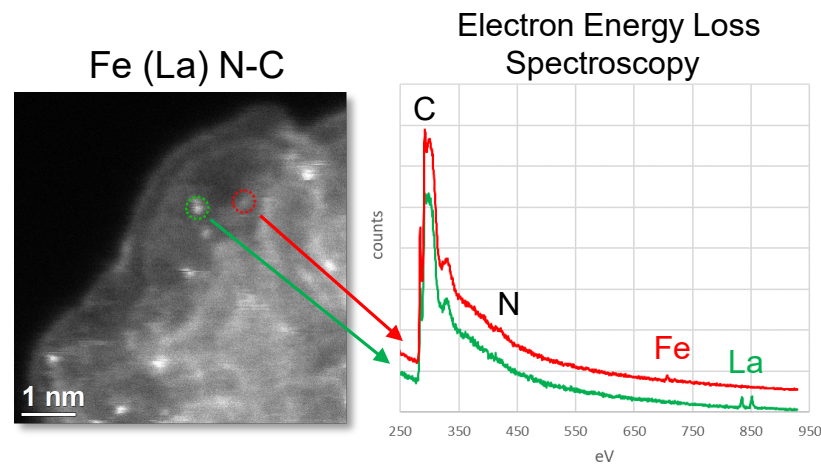 Electron Energy Loss
Spectroscopy
Fe (La) N-C
1 nm
counts
C
N
Fe
La
250 350 450 550 650 750 850 950
eV